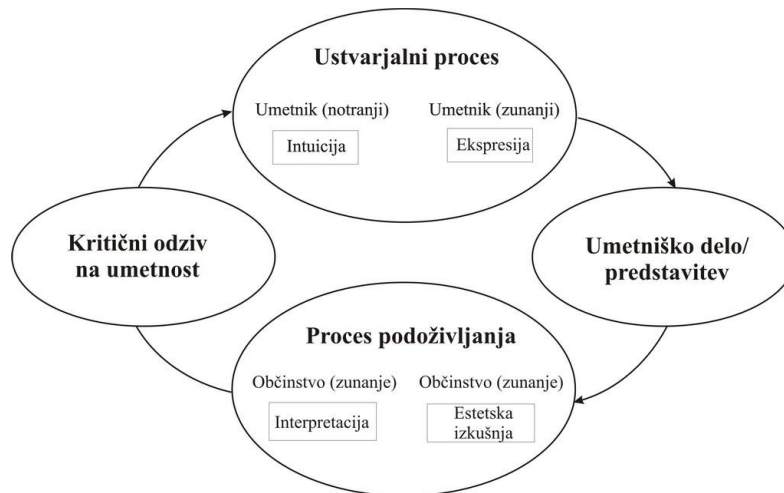 Ustvarjalni proces
Umetnik (notranji)
Umetnik (zunanji)
Intuicija
Ekspresija
Kritični odziv
na umetnost
Umetniško delo/
predstavitev
Proces podoživljanja
Občinstvo (zunanje)
Občinstvo (zunanje)
Interpretacija
Estetska
izkušnja